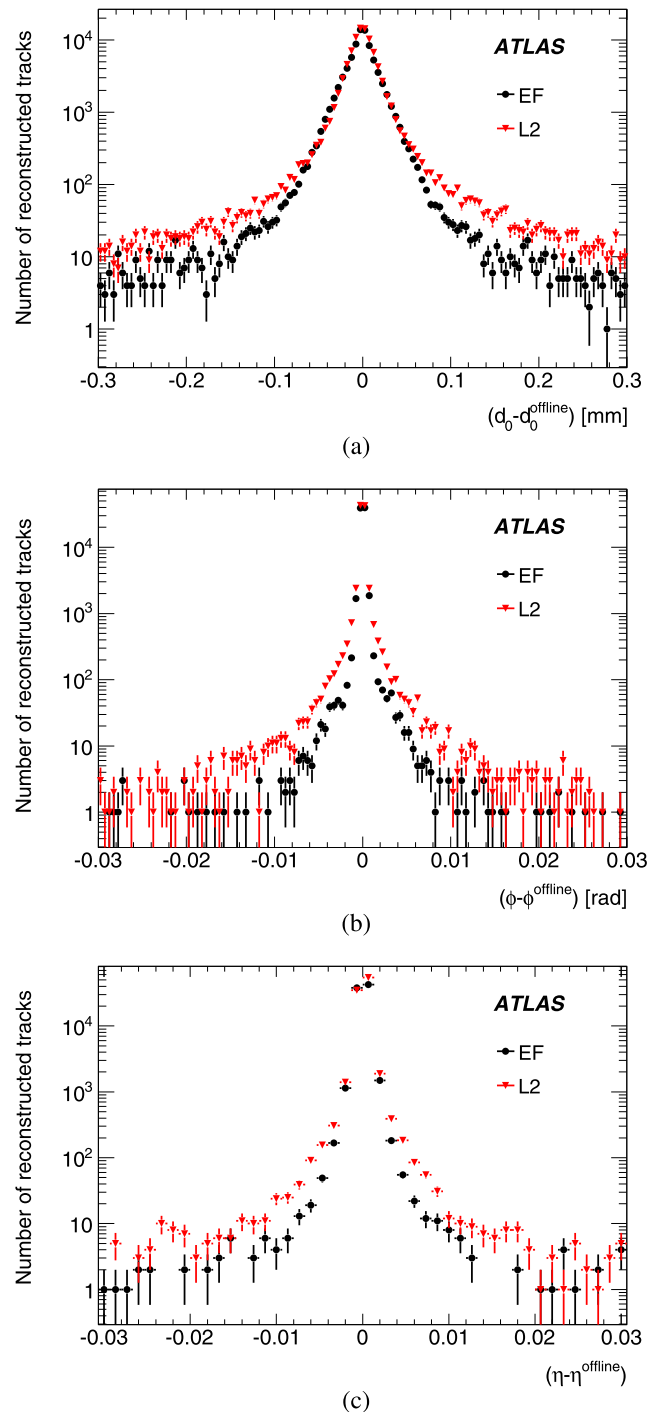 Number of reconstructed tracks
10⁴
10³
10²
10
1
ATLAS
EF
L2
-0.3 -0.2 -0.1 0 0.1 0.2 0.3
(d₀-d₀^offline) [mm]
(a)
Number of reconstructed tracks
10⁴
10³
10²
10
1
ATLAS
EF
L2
-0.03 -0.02 -0.01 0 0.01 0.02 0.03
(ϕ-ϕ^offline) [rad]
(b)
Number of reconstructed tracks
10⁴
10³
10²
10
1
ATLAS
EF
L2
-0.03 -0.02 -0.01 0 0.01 0.02 0.03
(η-η^offline)
(c)